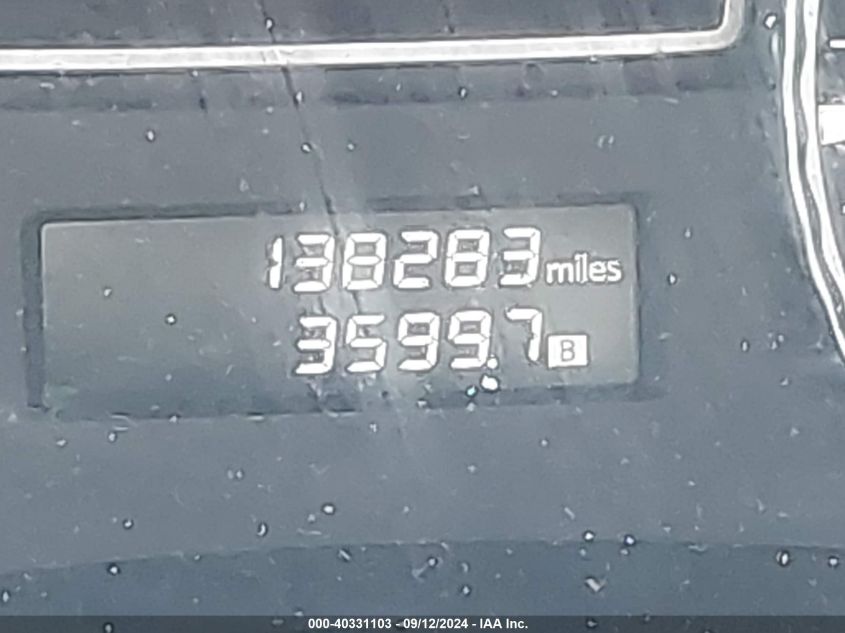 138283 miles
3599.7 B
000-40331103 - 09/12/2024 - IAA Inc.